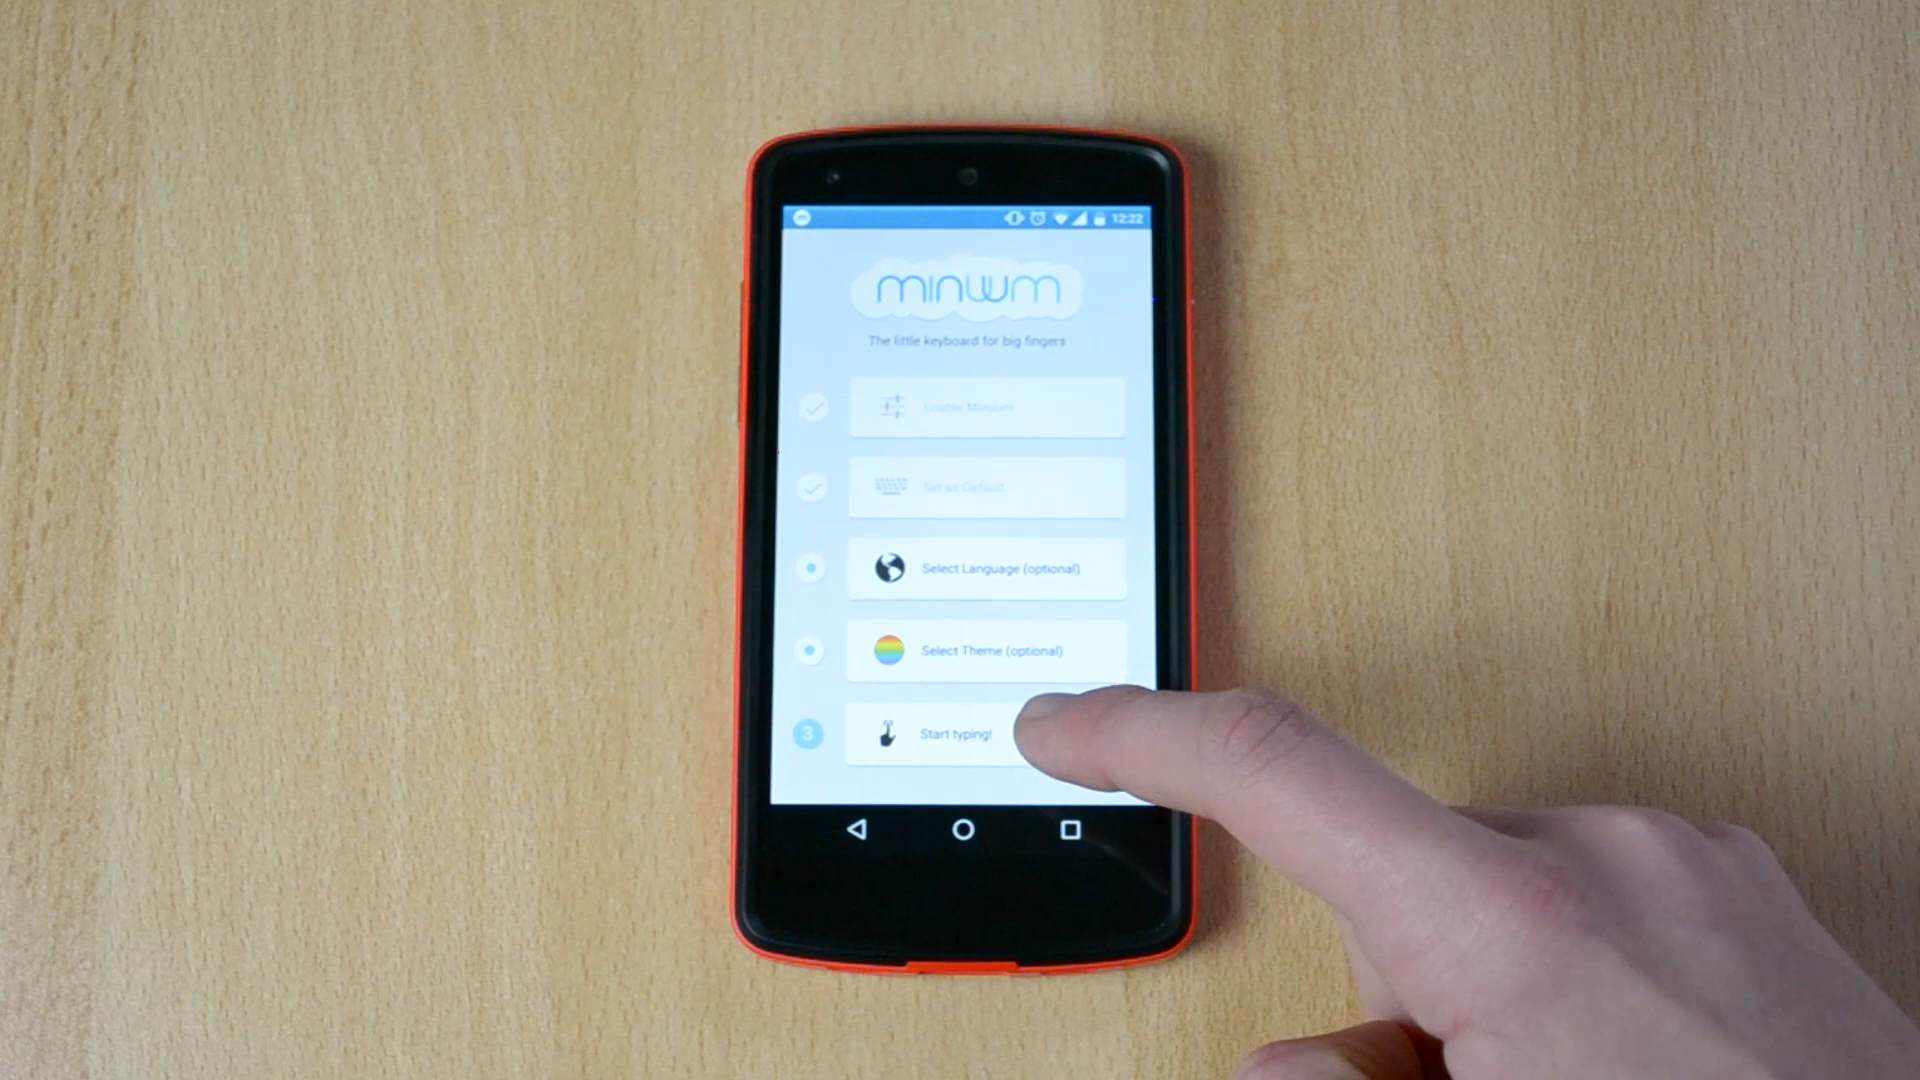 12:22
minuum
The little keyboard for big fingers
Enable Minuum
Set as Default
Select Language (optional)
Select Theme (optional)
3
Start typing!